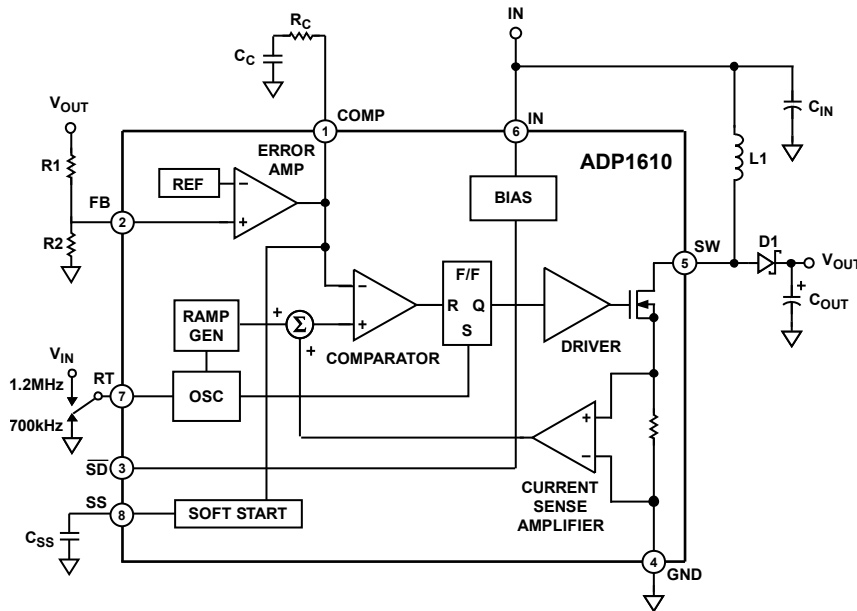 IN
R_C
C_C
V_OUT
COMP
IN
C_IN
1
6
ERROR
AMP
ADP1610
L1
R1
REF
−
BIAS
FB
2
+
SW
D1
R2
5
V_OUT
F/F
−
+
C_OUT
RAMP
GEN
+
Σ
+
R Q
S
+
COMPARATOR
DRIVER
V_IN
RT
1.2MHz
7
OSC
+
700kHz
−
SD
3
CURRENT
SENSE
AMPLIFIER
SS
8
SOFT START
C_SS
4
GND